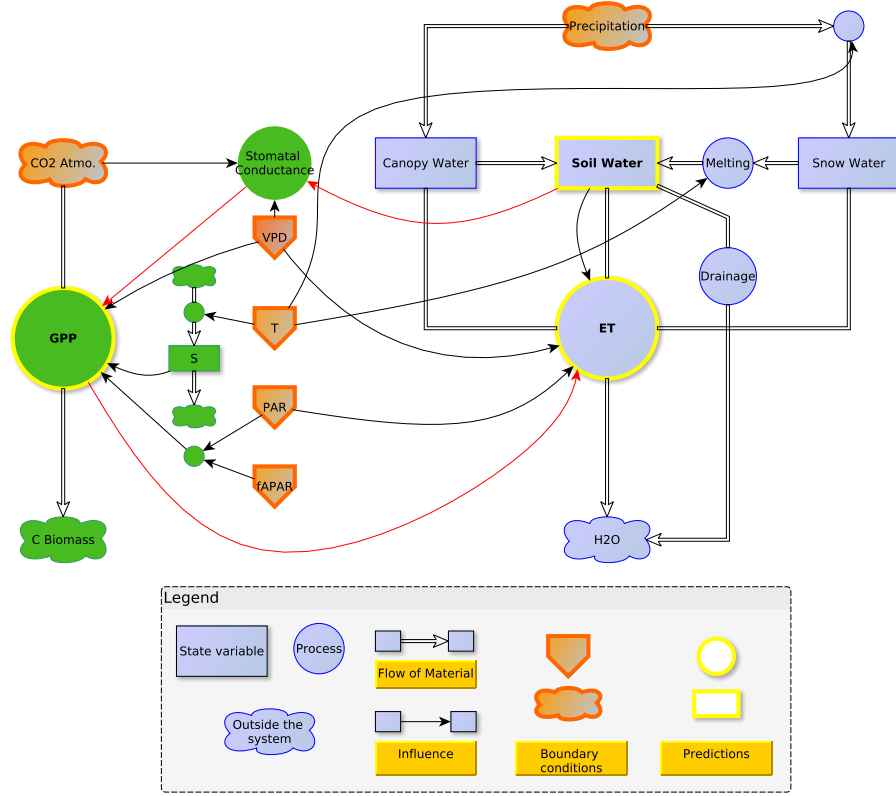 Precipitation
CO2 Atmo.
Stomatal
Conductance
Canopy Water
Soil Water
Melting
Snow Water
VPD
Drainage
T
ET
GPP
S
PAR
fAPAR
C Biomass
H2O
Legend
State variable
Process
Flow of Material
Outside the
system
Influence
Boundary
conditions
Predictions